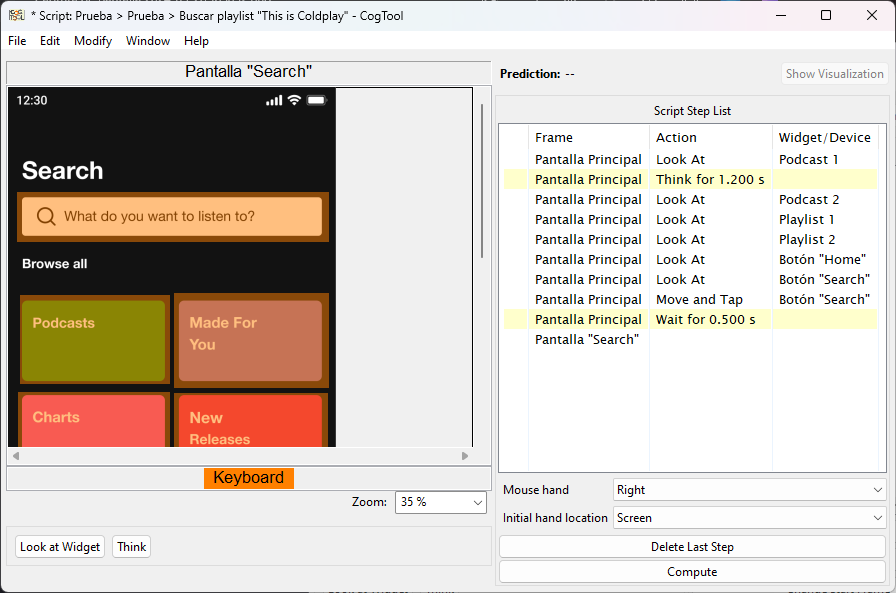 * Script: Prueba > Prueba > Buscar playlist "This is Coldplay" - CogTool
File Edit Modify Window Help
Pantalla "Search"
12:30
Search
What do you want to listen to?
Browse all
Podcasts
Made For
You
Charts
New
Releases
Keyboard
Zoom: 35 %
Look at Widget Think
Prediction: --
Show Visualization
Script Step List
Frame Action Widget/Device
Pantalla Principal Look At Podcast 1
Pantalla Principal Think for 1.200 s
Pantalla Principal Look At Podcast 2
Pantalla Principal Look At Playlist 1
Pantalla Principal Look At Playlist 2
Pantalla Principal Look At Botón "Home"
Pantalla Principal Look At Botón "Search"
Pantalla Principal Move and Tap Botón "Search"
Pantalla Principal Wait for 0.500 s
Pantalla "Search"
Mouse hand Right
Initial hand location Screen
Delete Last Step
Compute